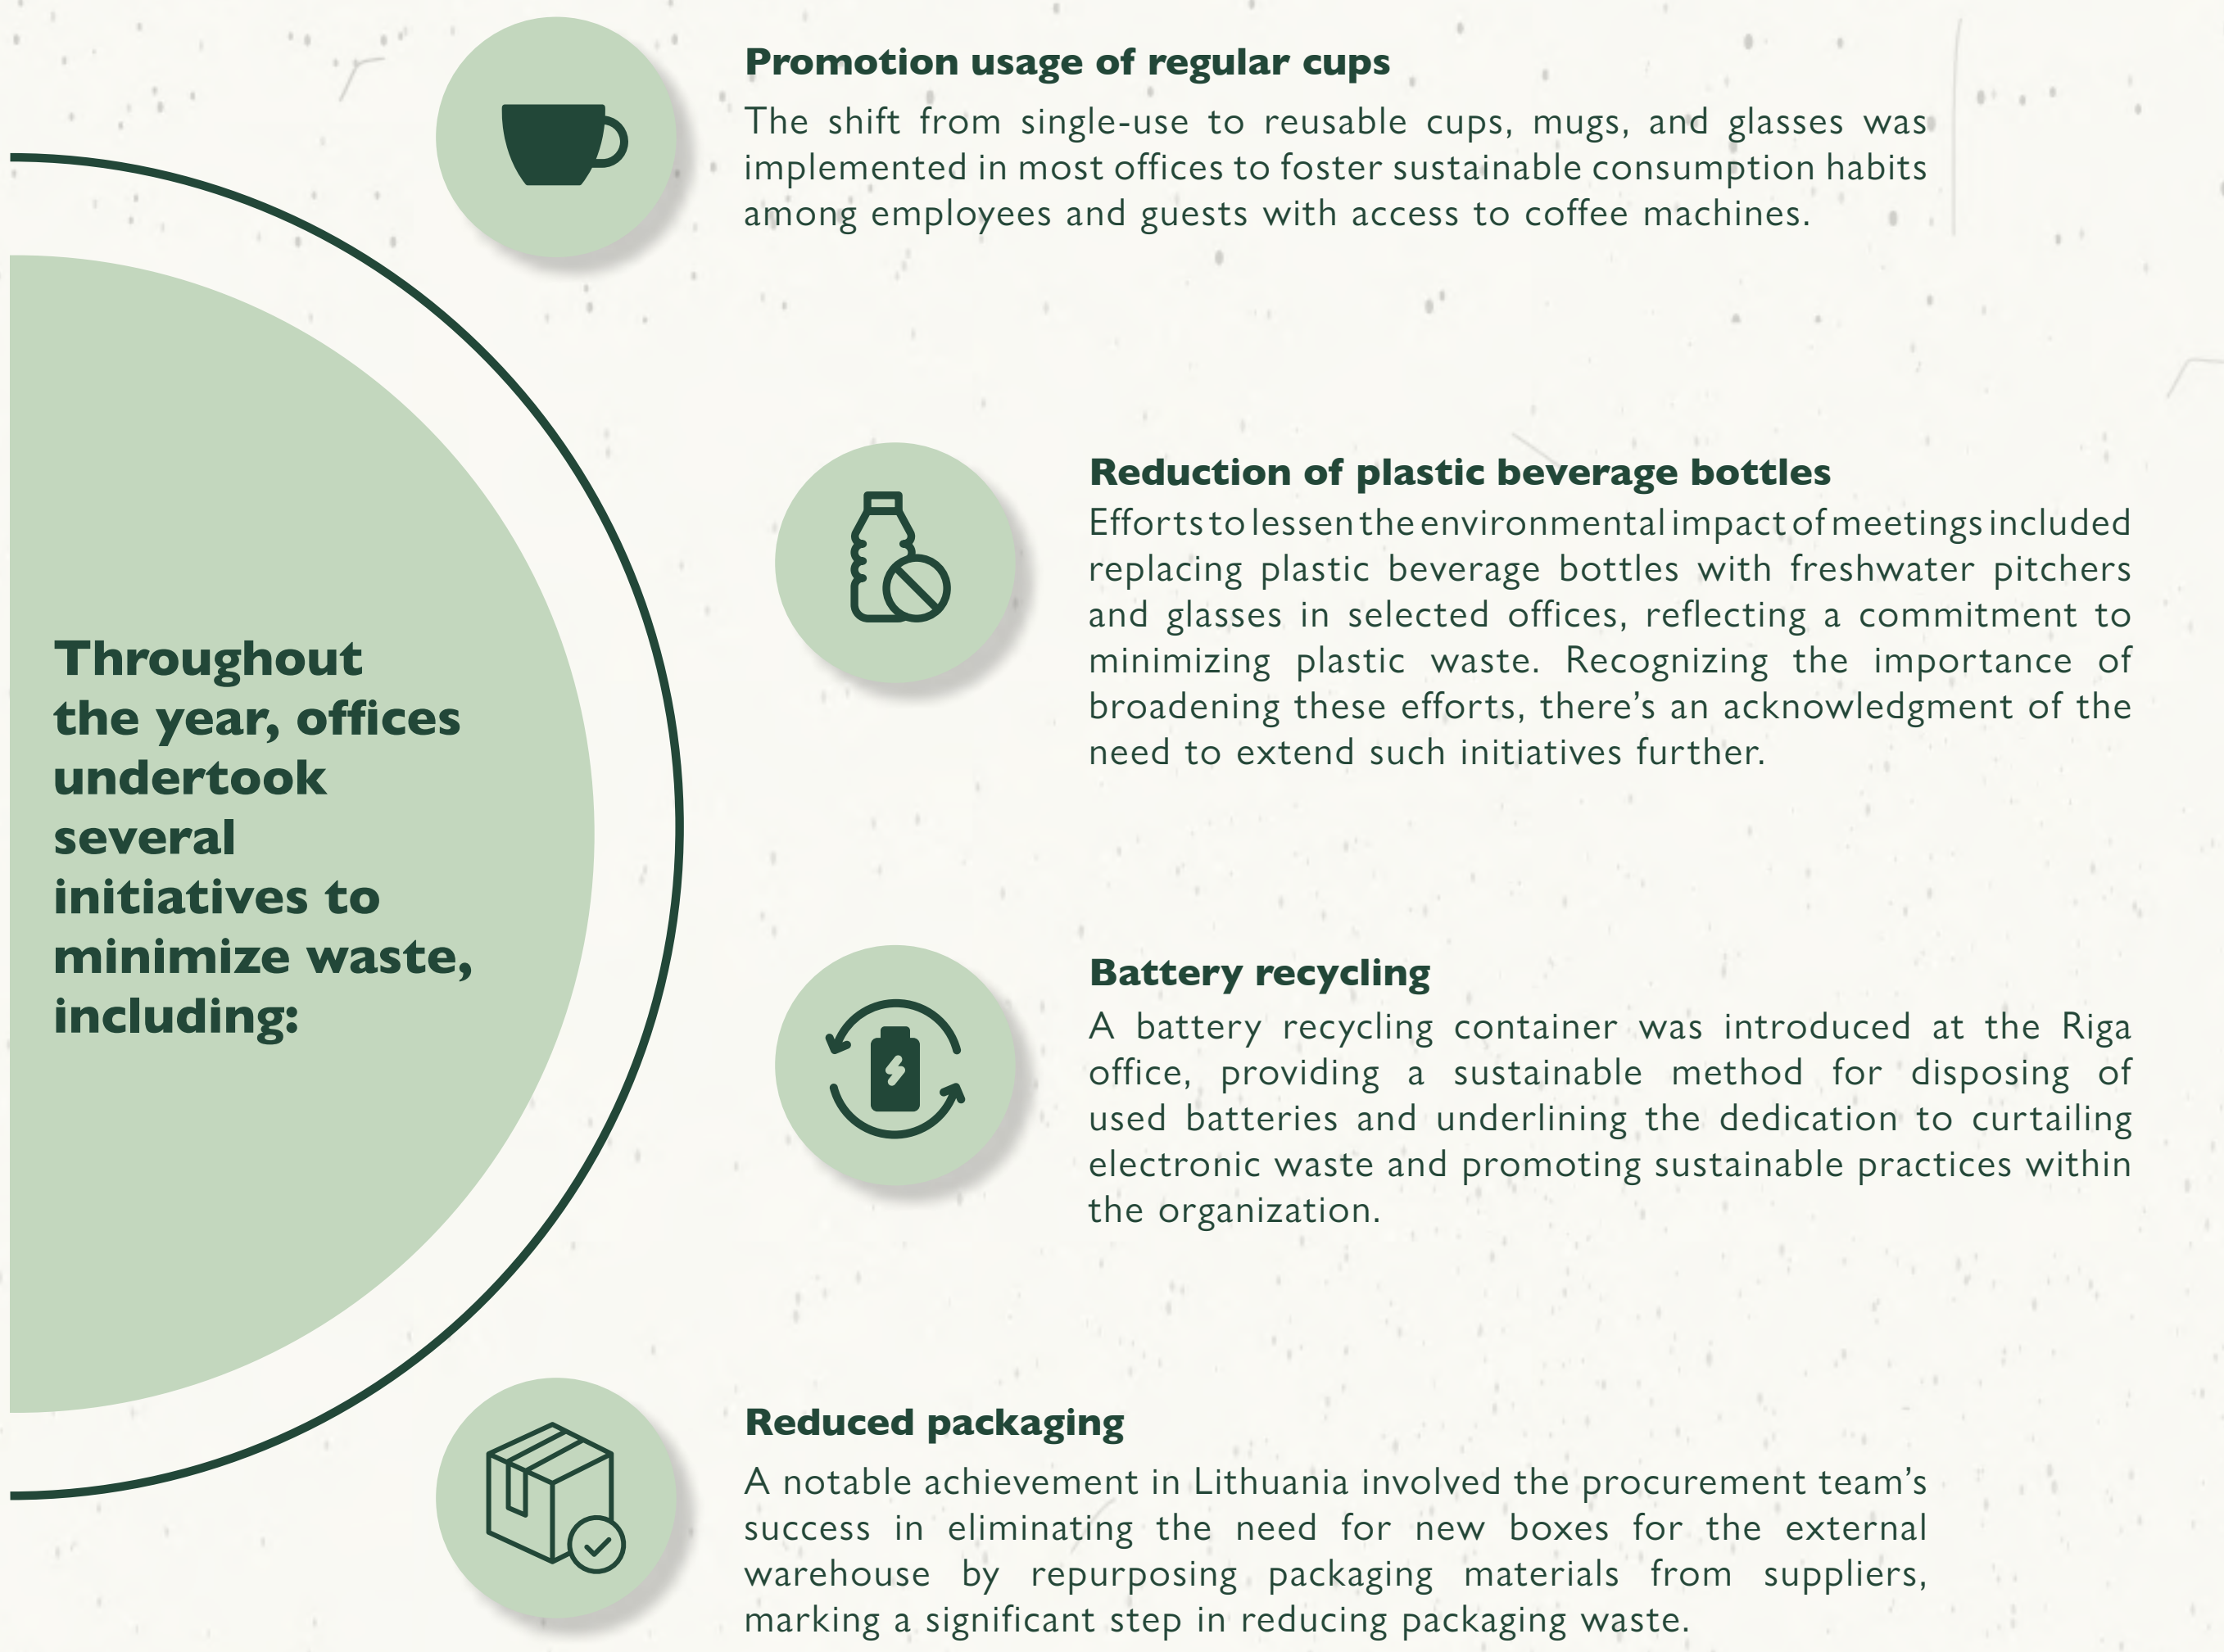 Throughout
the year, offices
undertook
several
initiatives to
minimize waste,
including:
Promotion usage of regular cups
The shift from single-use to reusable cups, mugs, and glasses was
implemented in most offices to foster sustainable consumption habits
among employees and guests with access to coffee machines.
Reduction of plastic beverage bottles
Efforts to lessen the environmental impact of meetings included
replacing plastic beverage bottles with freshwater pitchers
and glasses in selected offices, reflecting a commitment to
minimizing plastic waste. Recognizing the importance of
broadening these efforts, there’s an acknowledgment of the
need to extend such initiatives further.
Battery recycling
A battery recycling container was introduced at the Riga
office, providing a sustainable method for disposing of
used batteries and underlining the dedication to curtailing
electronic waste and promoting sustainable practices within
the organization.
Reduced packaging
A notable achievement in Lithuania involved the procurement team’s
success in eliminating the need for new boxes for the external
warehouse by repurposing packaging materials from suppliers,
marking a significant step in reducing packaging waste.